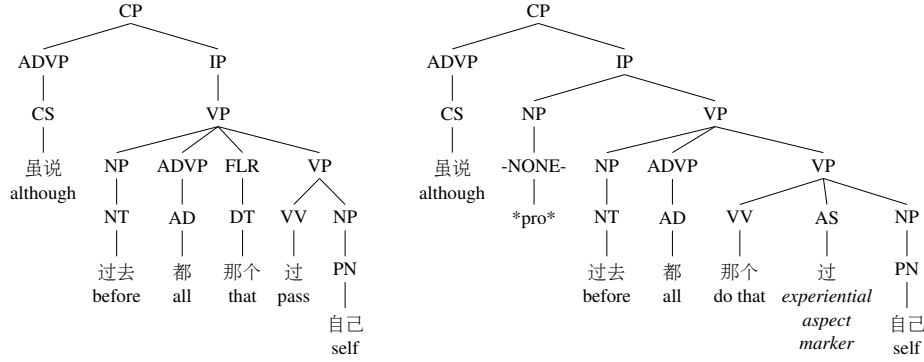 CP CP
ADVP IP ADVP IP
CS VP CS NP VP
虽说 NP ADVP FLR VP 虽说 -NONE- NP ADVP VP
although although
NT AD DT VV NP *pro* NT AD VV AS NP
过去 都 那个 过 PN 过去 都 那个 过 PN
before all that pass before all do that experiential
aspect
marker
自己 自己
self self